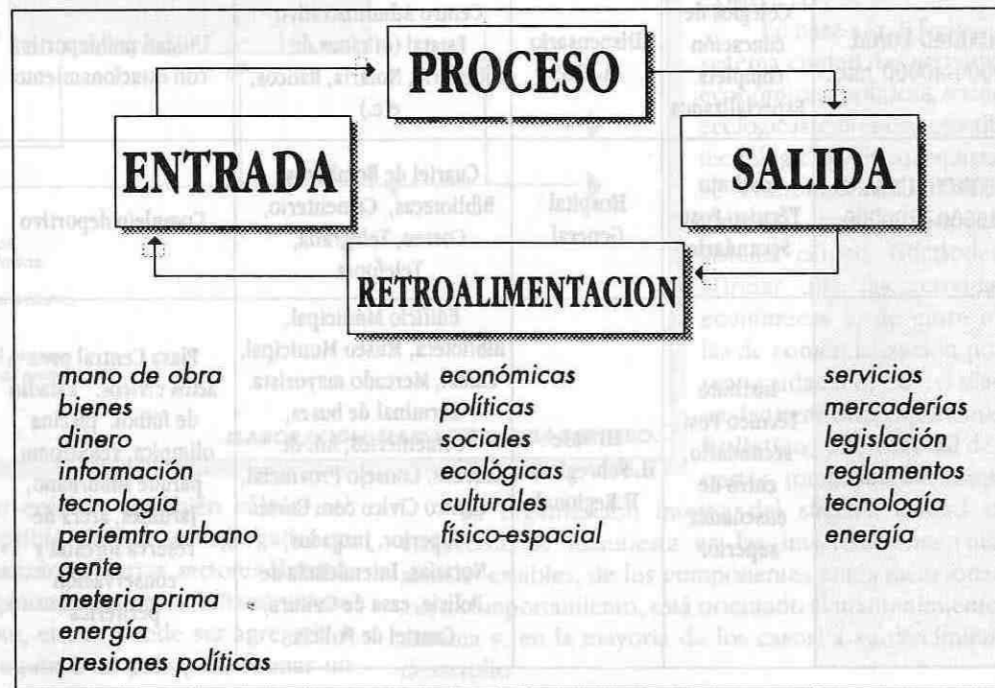 PROCESO
ENTRADA
SALIDA
RETROALIMENTACION
mano de obra
bienes
dinero
información
tecnología
periemtro urbano
gente
meteria prima
energía
presiones políticas
económicas
políticas
sociales
ecológicas
culturales
físico-espacial
servicios
mercaderías
legislación
reglamentos
tecnología
energía